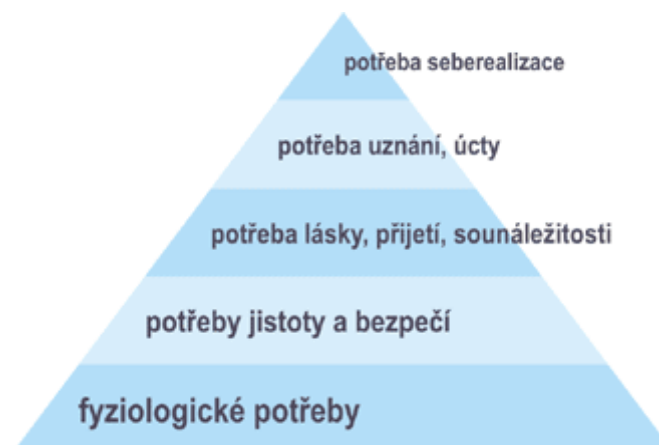 potřeba seberealizace
potřeba uznání, úcty
potřeba lásky, přijetí, sounáležitosti
potřeby jistoty a bezpečí
fyziologické potřeby